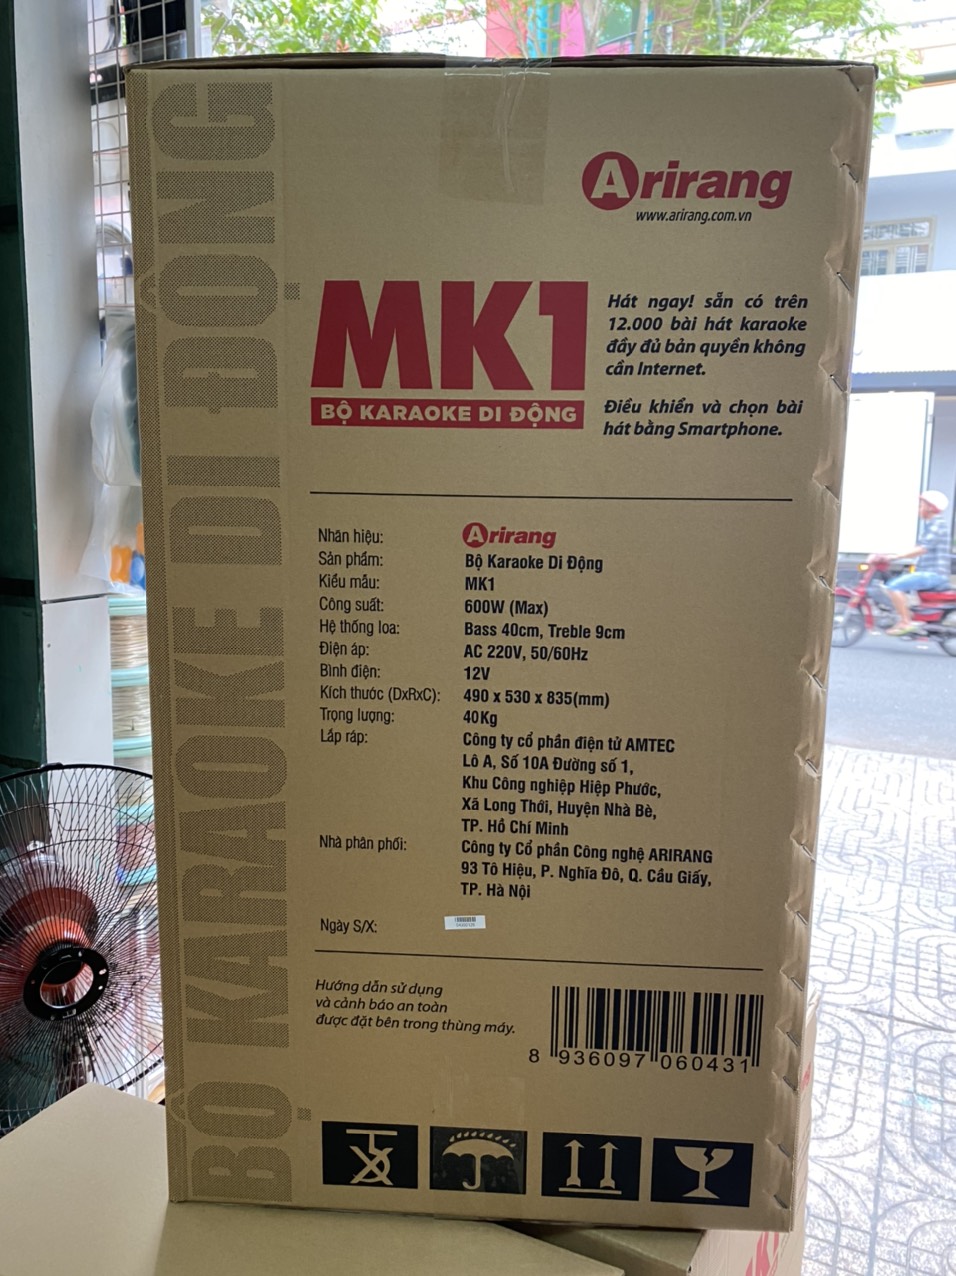 BỘ KARAOKE DI ĐỘNG
Arirang
www.arirang.com.vn
MK1
BỘ KARAOKE DI ĐỘNG
Hát ngay! sẵn có trên
12.000 bài hát karaoke
đầy đủ bản quyền không
cần Internet.
Điều khiển và chọn bài
hát bằng Smartphone.
Nhãn hiệu: Arirang
Sản phẩm: Bộ Karaoke Di Động
Kiểu mẫu: MK1
Công suất: 600W (Max)
Hệ thống loa: Bass 40cm, Treble 9cm
Điện áp: AC 220V, 50/60Hz
Bình điện: 12V
Kích thước (DxRxC): 490 x 530 x 835(mm)
Trọng lượng: 40Kg
Lắp ráp: Công ty cổ phần điện tử AMTEC
Lô A, Số 10A Đường số 1,
Khu Công nghiệp Hiệp Phước,
Xã Long Thới, Huyện Nhà Bè,
TP. Hồ Chí Minh
Nhà phân phối: Công ty Cổ phần Công nghệ ARIRANG
93 Tô Hiệu, P. Nghĩa Đô, Q. Cầu Giấy,
TP. Hà Nội
Ngày S/X:
Hướng dẫn sử dụng
và cảnh báo an toàn
được đặt bên trong thùng máy.
8 936097 060431